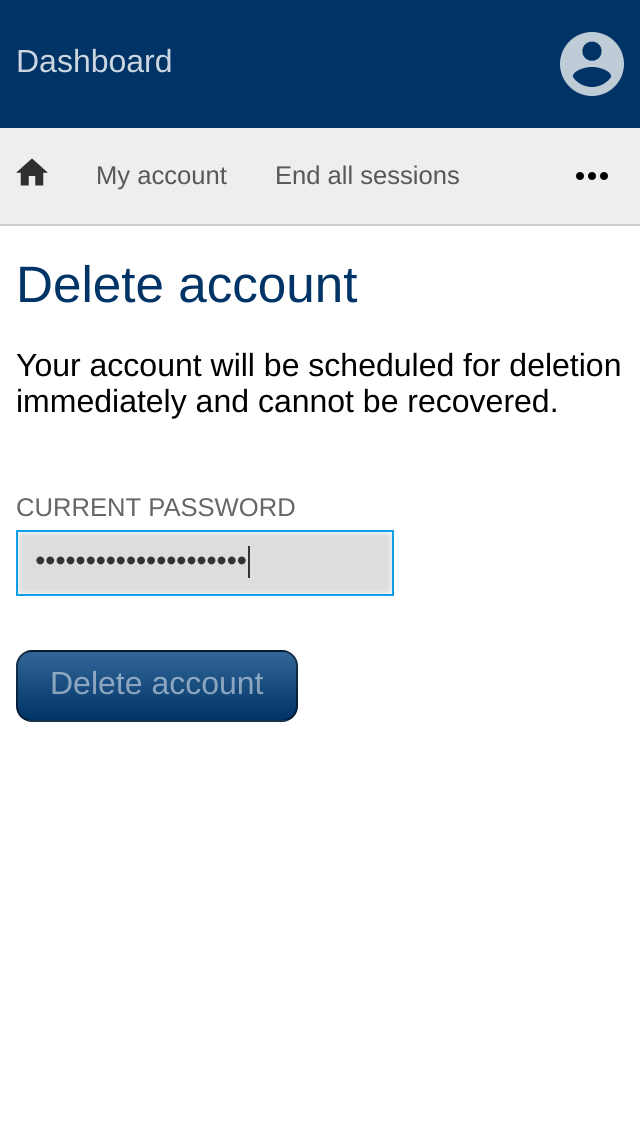 Dashboard
My account End all sessions •••
Delete account
Your account will be scheduled for deletion
immediately and cannot be recovered.
CURRENT PASSWORD
•••••••••••••••••••••
Delete account